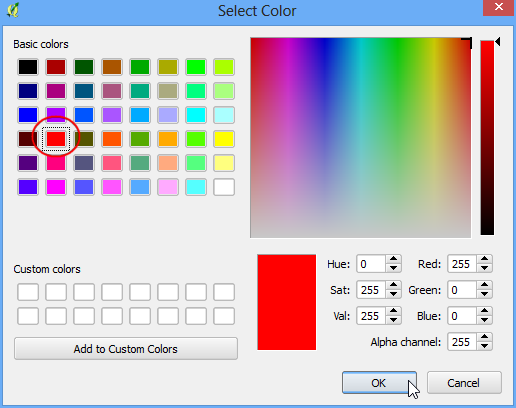 Select Color
Basic colors
Custom colors
Add to Custom Colors
Hue: 0 Red: 255
Sat: 255 Green: 0
Val: 255 Blue: 0
Alpha channel: 255
OK Cancel